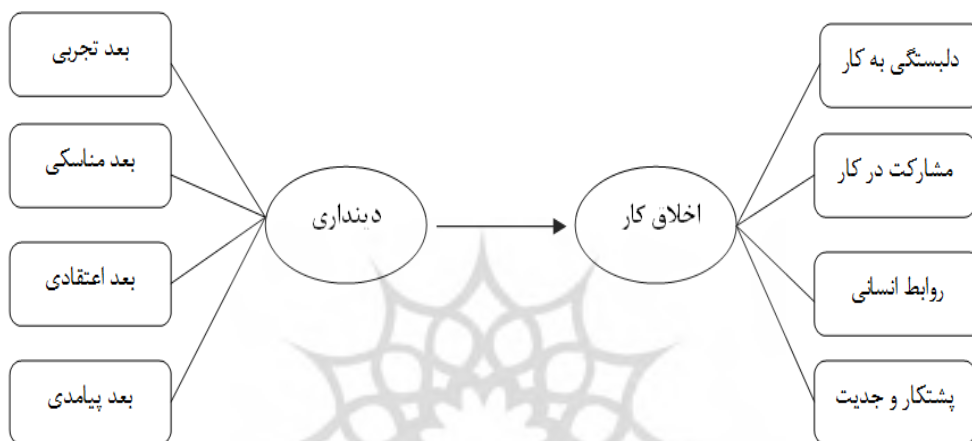 دلبستگی به کار
مشارکت در کار
روابط انسانی
پشتکار و جدیت
اخلاق کار
دینداری
بعد تجربی
بعد مناسکی
بعد اعتقادی
بعد پیامدی